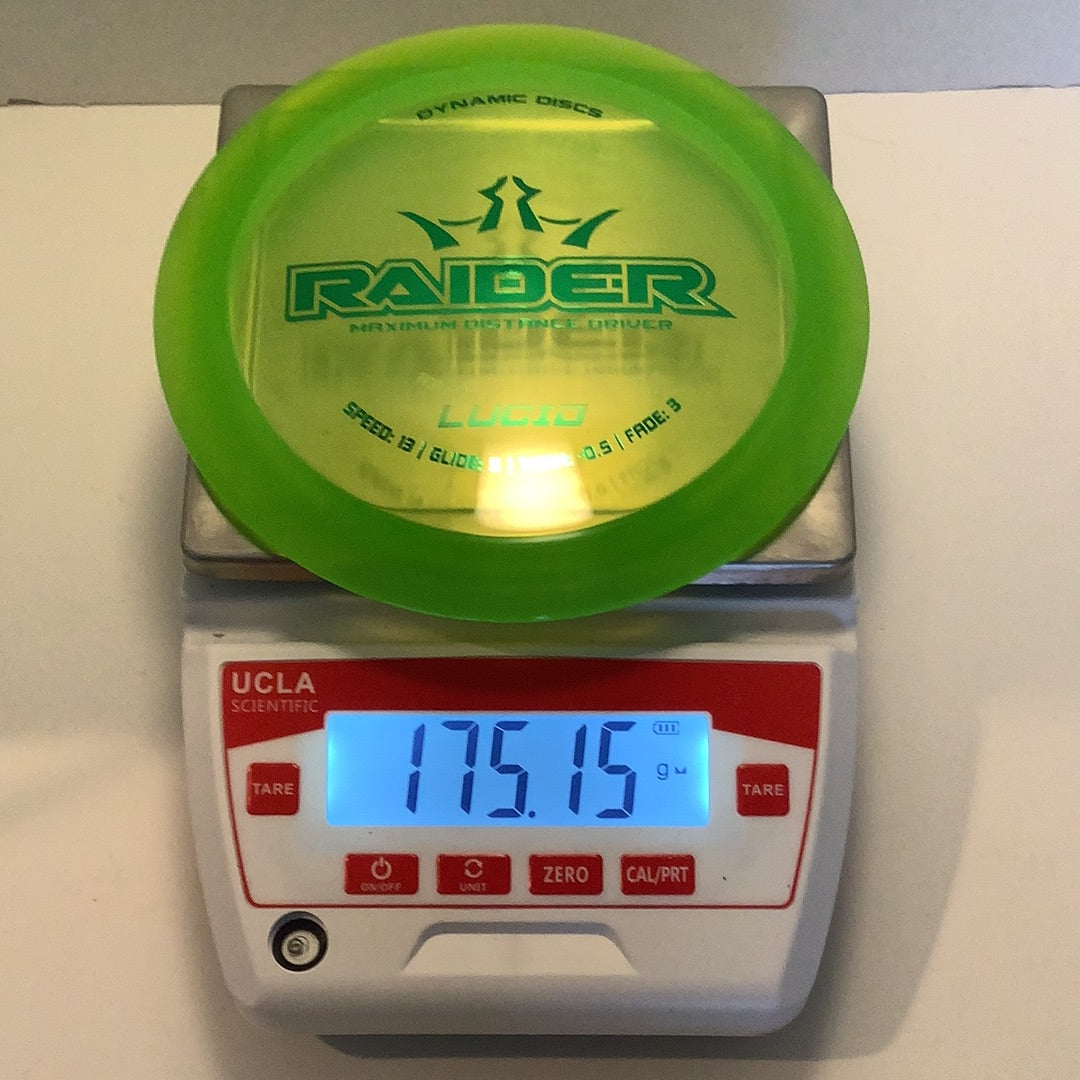 DYNAMIC DISCS
RAIDER
MAXIMUM DISTANCE DRIVER
LUCID
SPEED: 13 | GLIDE: | -0.5 | FADE: 3
UCLA
SCIENTIFIC
175.15
g
TARE
TARE
ON/OFF
UNIT
ZERO
CAL/PRT